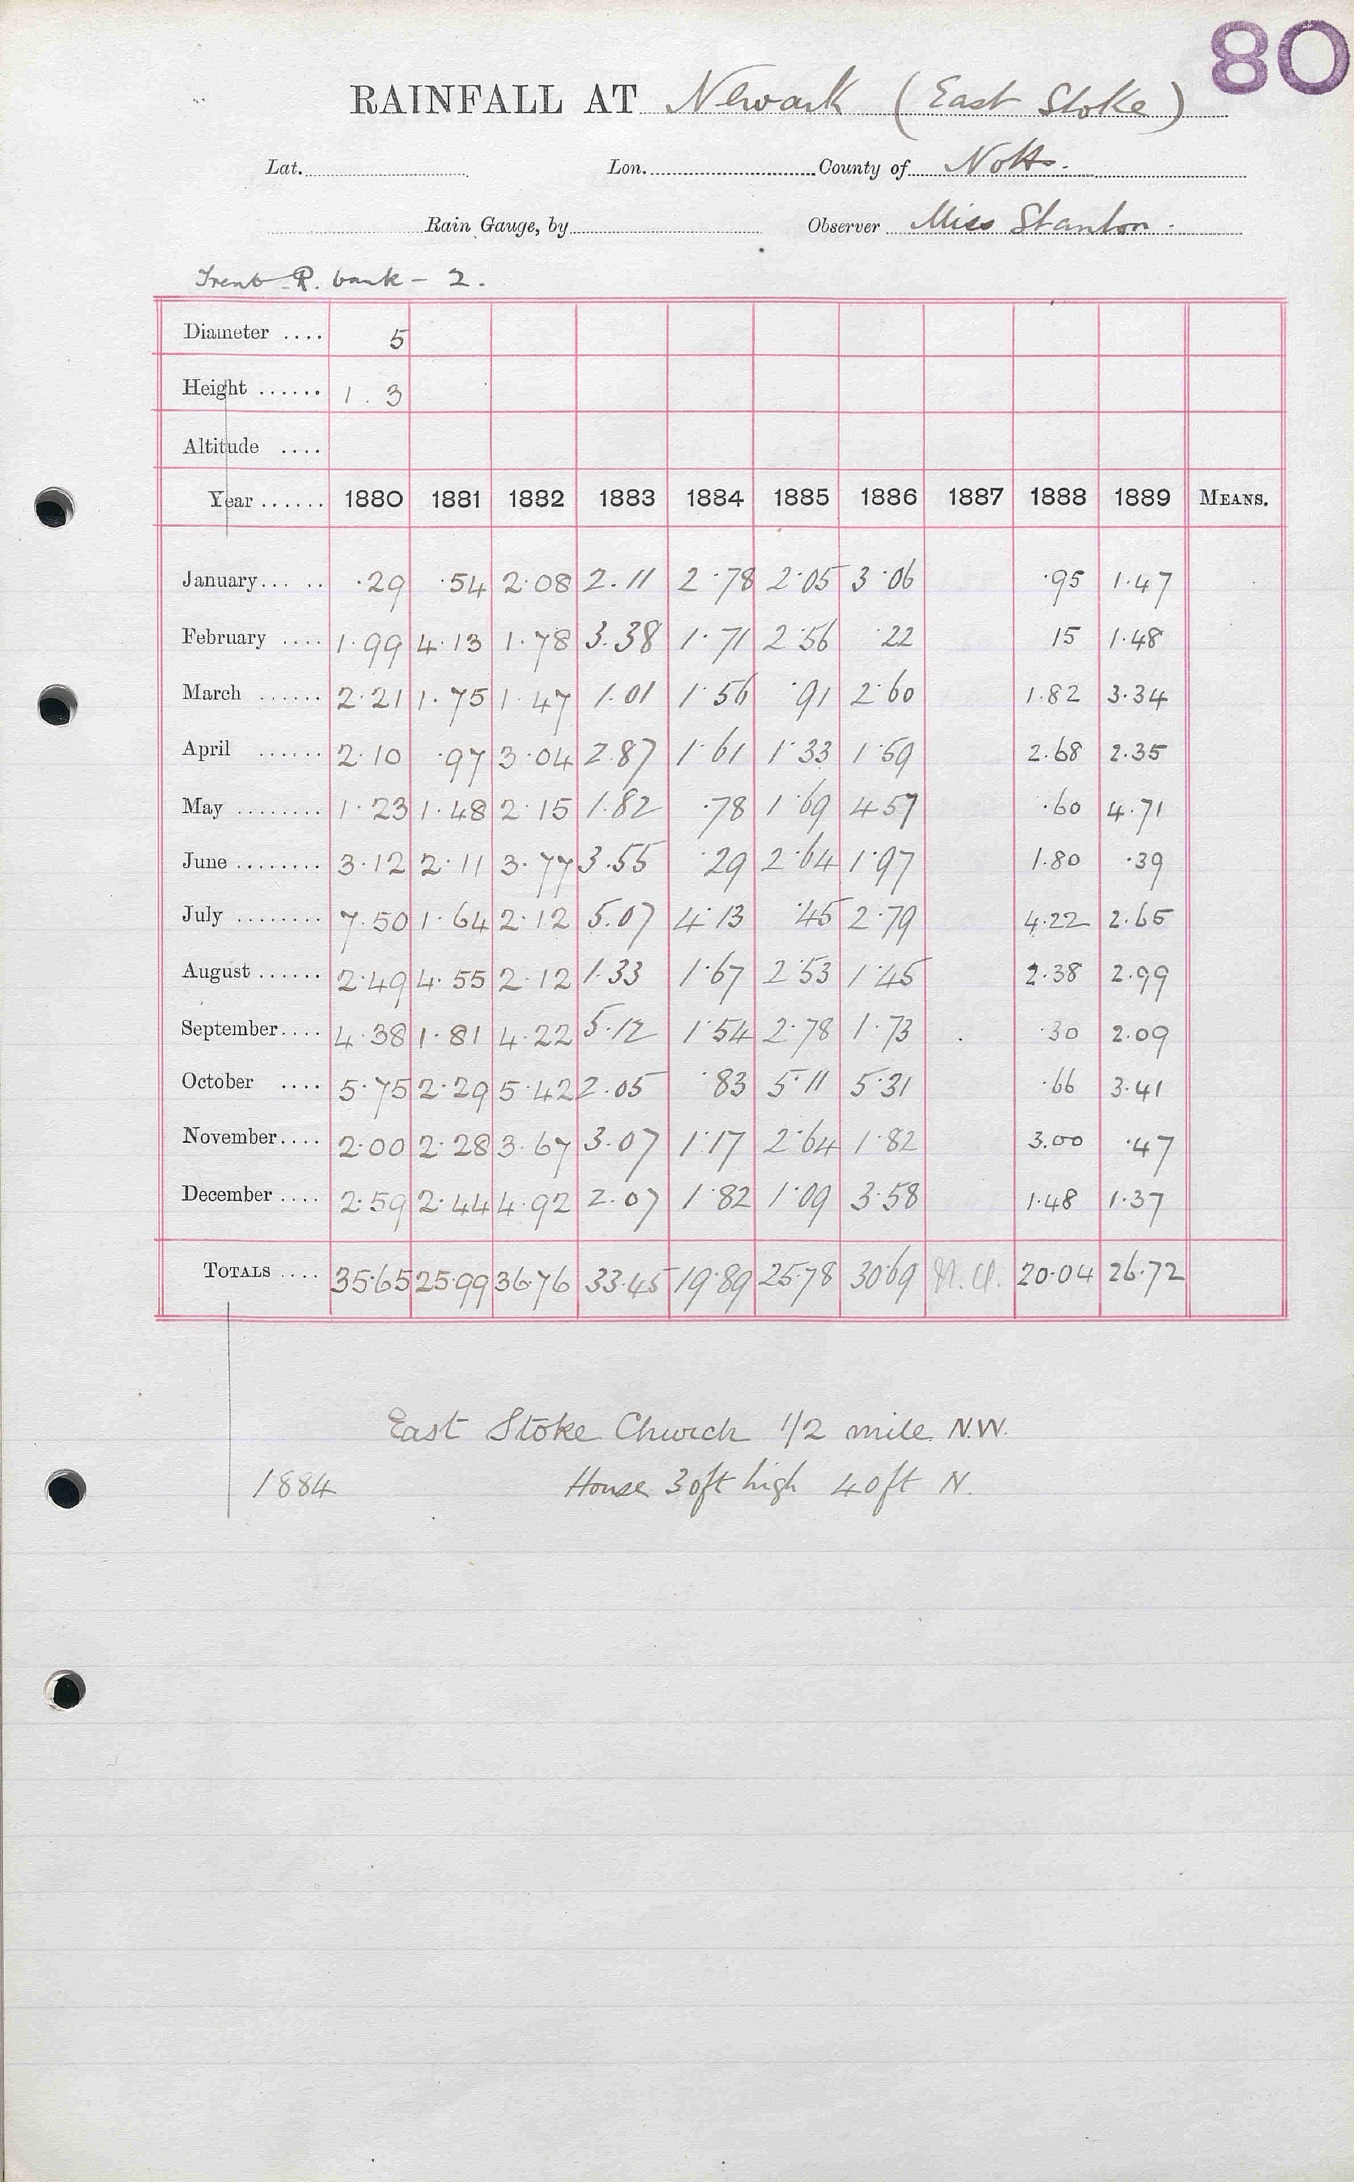 80
RAINFALL AT Newark (East Stoke)
Lat. Lon. County of Notts.
Rain Gauge, by Observer Miss Stanton.
Trent R. bank - 2.
Diameter .... 5
Height ...... 1.3
Altitude ....
Year ...... 1880 1881 1882 1883 1884 1885 1886 1887 1888 1889 MEANS.
January... .. ·29 ·54 2·08 2.11 2·78 2·05 3·06 ·95 1·47
February .... 1·99 4·13 1·78 3.38 1·71 2·56 ·22 15 1·48
March ...... 2·21 1·75 1·47 1.01 1·56 ·91 2·60 1·82 3·34
April ...... 2·10 ·97 3·04 2.87 1·61 1·33 1·59 2·68 2·35
May ........ 1·23 1·48 2·15 1.82 ·78 1·69 4·57 ·60 4·71
June ........ 3·12 2·11 3·77 3.55 ·29 2·64 1·97 1·80 ·39
July ........ 7·50 1·64 2·12 5.07 4·13 ·45 2·79 4·22 2·65
August ...... 2·49 4·55 2·12 1·33 1·67 2·53 1·45 2·38 2·99
September.... 4·38 1·81 4·22 5·12 1·54 2·78 1·73 ·30 2·09
October .... 5·75 2·29 5·42 2·05 ·83 5·11 5·31 ·66 3·41
November.... 2·00 2·28 3·67 3·07 1·17 2·64 1·82 3.00 ·47
December .... 2·59 2·44 4·92 2·07 1·82 1·09 3·58 1·48 1·37
TOTALS .... 35·65 25·99 36·76 33·45 19·89 25·78 30·69 20·04 26·72
East Stoke Church 1/2 mile N.W.
1884 House 30ft high 40ft N.